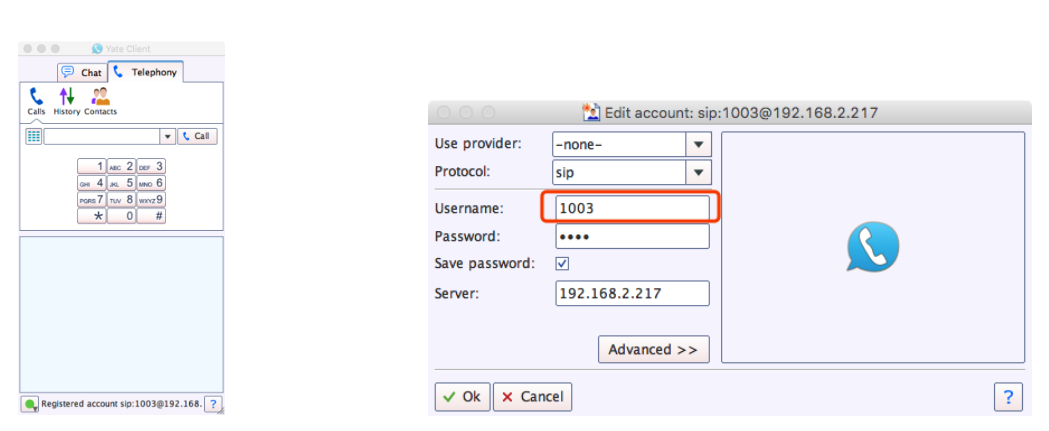 Yate Client
Chat
Telephony
Calls
History
Contacts
Call
1
ABC 2
DEF 3
GHI 4
JKL 5
MNO 6
PQRS 7
TUV 8
WXYZ 9
*
0
#
Registered account sip:1003@192.168.
?
Edit account: sip:1003@192.168.2.217
Use provider:
-none-
Protocol:
sip
Username:
1003
Password:
••••
Save password:
Server:
192.168.2.217
Advanced >>
Ok
Cancel
?